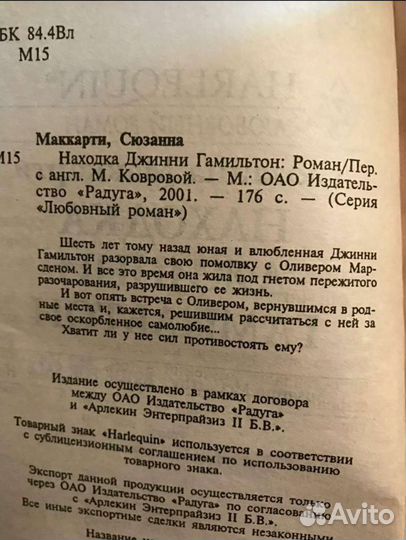 БК 84.4Вл
М15
Маккарти, Сюзанна
М15
Находка Джинни Гамильтон: Роман/Пер.
с англ. М. Ковровой. — М.: ОАО Издатель-
ство «Радуга», 2001. — 176 с. — (Серия
«Любовный роман»)
Шесть лет тому назад юная и влюбленная Джинни
Гамильтон разорвала свою помолвку с Оливером Мар-
сденом. И все это время она жила под гнетом пережитого
разочарования, разрушившего ее жизнь.
И вот опять встреча с Оливером, вернувшимся в род-
ные места и, кажется, решившим рассчитаться с ней за
свое оскорбленное самолюбие...
Хватит ли у нее сил противостоять ему?
Издание осуществлено в рамках договора
между ОАО Издательство «Радуга»
и «Арлекин Энтерпрайзиз II Б.В.».
Товарный знак «Harlequin» используется в соответствии
с сублицензионным соглашением по использованию
товарного знака.
Экспорт данной продукции осуществляется только
через ОАО Издательство «Радуга» по согласованию
с «Арлекин Энтерпрайзиз II Б.В.».
Все иные экспортные сделки являются незаконными
Название
Avito